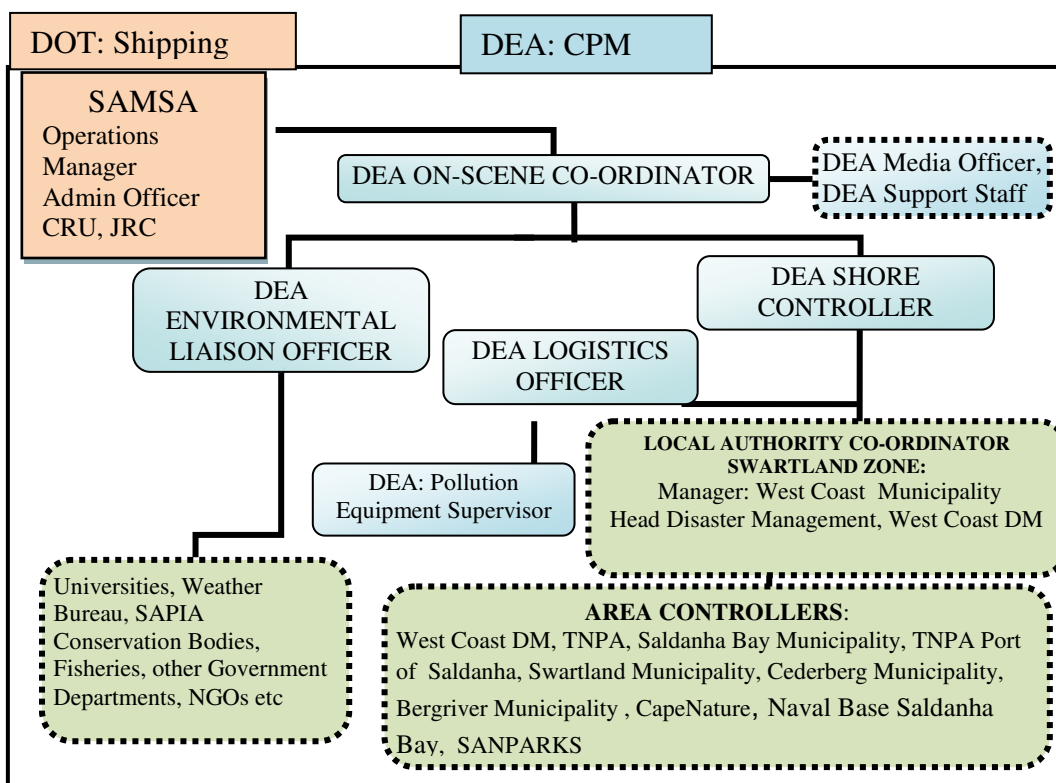 DOT: Shipping
DEA: CPM
SAMSA
Operations
Manager
Admin Officer
CRU, JRC
DEA ON-SCENE CO-ORDINATOR
DEA Media Officer,
DEA Support Staff
DEA
ENVIRONMENTAL
LIAISON OFFICER
DEA SHORE
CONTROLLER
DEA LOGISTICS
OFFICER
DEA: Pollution
Equipment Supervisor
LOCAL AUTHORITY CO-ORDINATOR
SWARTLAND ZONE:
Manager: West Coast Municipality
Head Disaster Management, West Coast DM
Universities, Weather
Bureau, SAPIA
Conservation Bodies,
Fisheries, other Government
Departments, NGOs etc
AREA CONTROLLERS:
West Coast DM, TNPA, Saldanha Bay Municipality, TNPA Port
of Saldanha, Swartland Municipality, Cederberg Municipality,
Bergriver Municipality , CapeNature, Naval Base Saldanha
Bay, SANPARKS